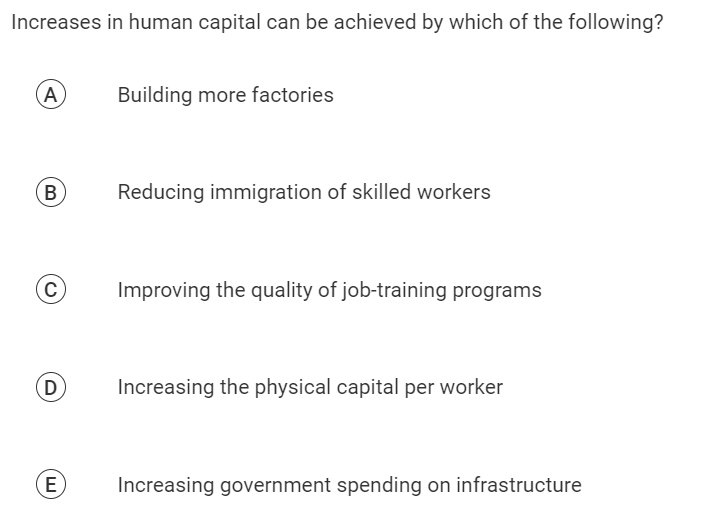 Increases in human capital can be achieved by which of the following?
A Building more factories
B Reducing immigration of skilled workers
C Improving the quality of job-training programs
D Increasing the physical capital per worker
E Increasing government spending on infrastructure